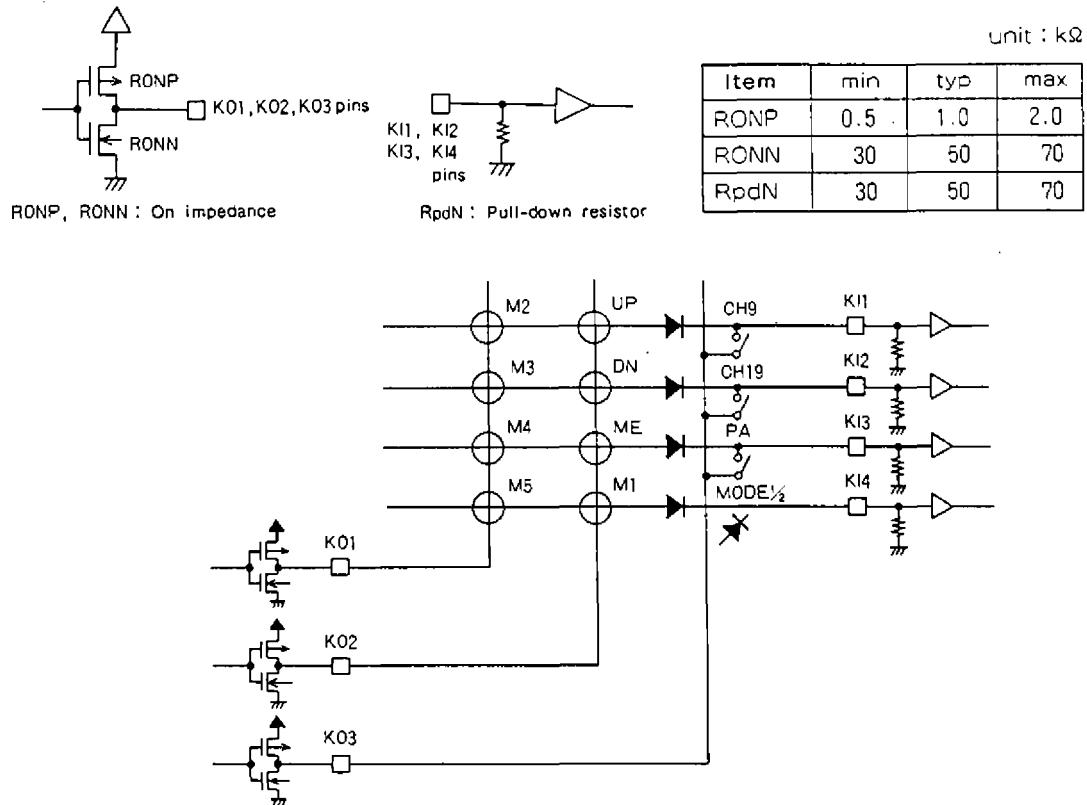 unit : kΩ
RONP
K01, K02, K03 pins
RONN
RONP, RONN : On impedance
KI1, KI2
KI3, KI4
pins
RpdN : Pull-down resistor
Item min typ max
RONP 0.5 1.0 2.0
RONN 30 50 70
RpdN 30 50 70
M2 UP CH9 KI1
M3 DN CH19 KI2
M4 ME PA KI3
M5 M1 MODE½ KI4
K01
K02
K03